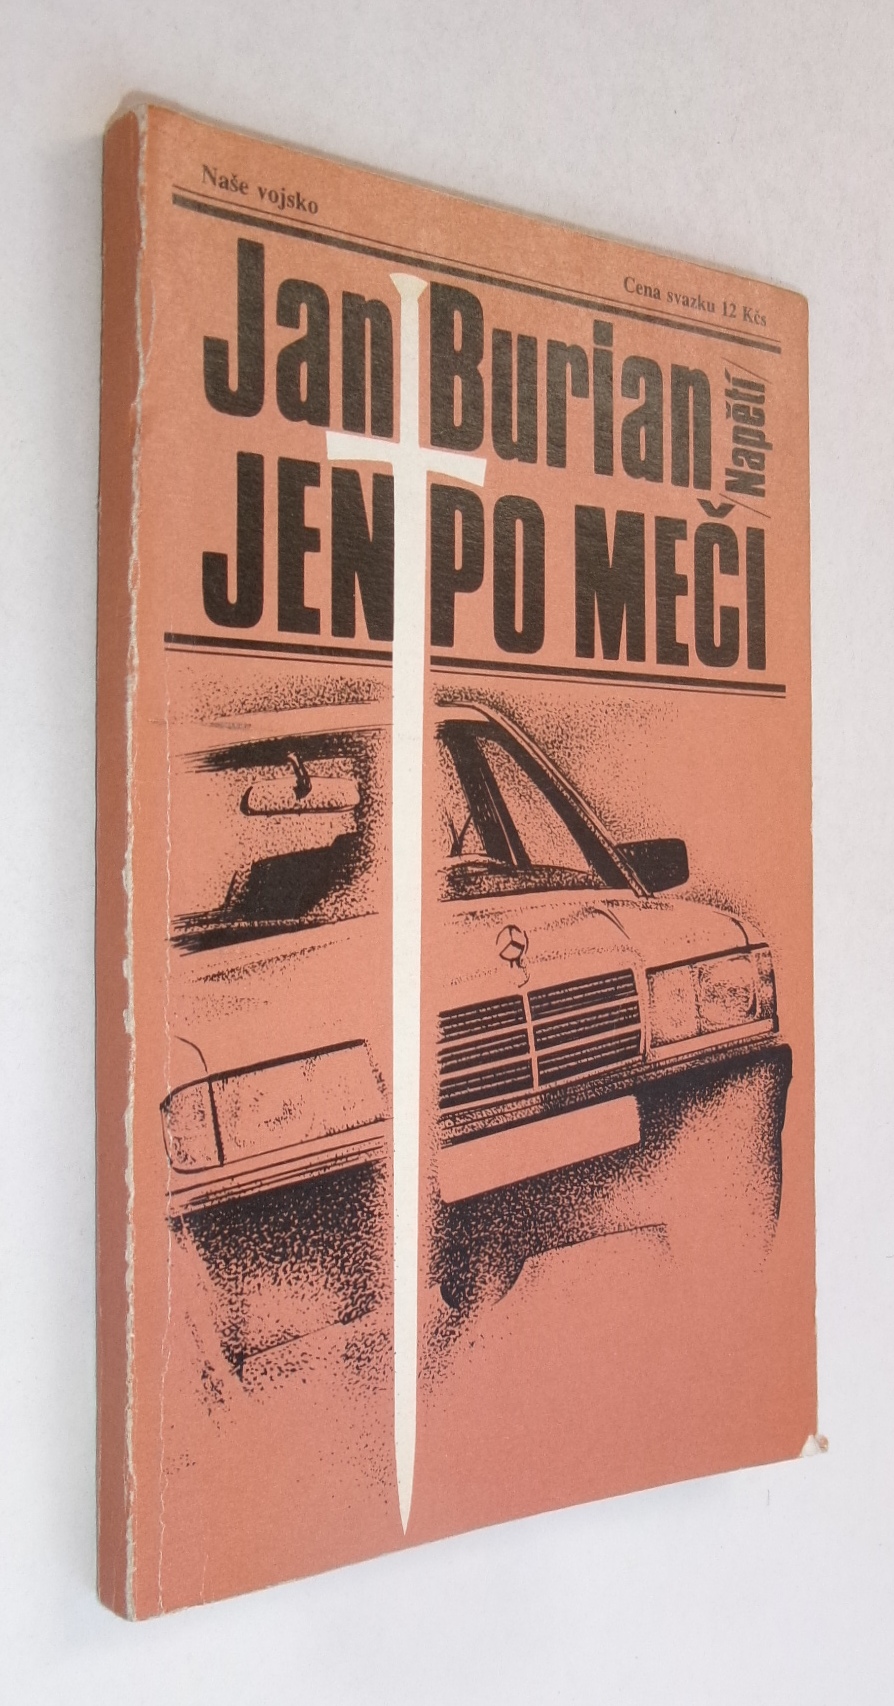 Naše vojsko
Cena svazku 12 Kčs
Jan Burian
/Napětí/
JEN PO MEČI